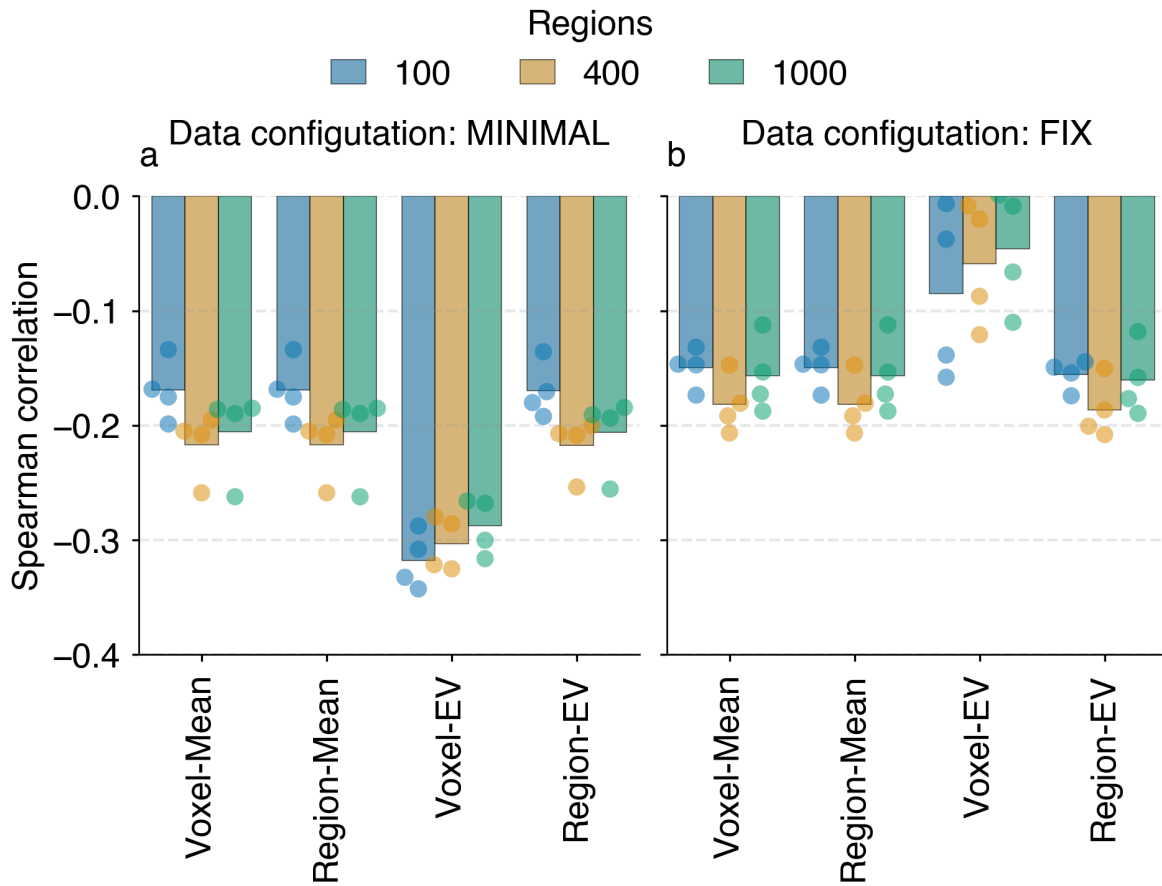 Regions
100 400 1000
Data configutation: MINIMAL Data configutation: FIX
a b
0.0
−0.1
−0.2
−0.3
−0.4
Spearman correlation
Voxel-Mean Region-Mean Voxel-EV Region-EV Voxel-Mean Region-Mean Voxel-EV Region-EV